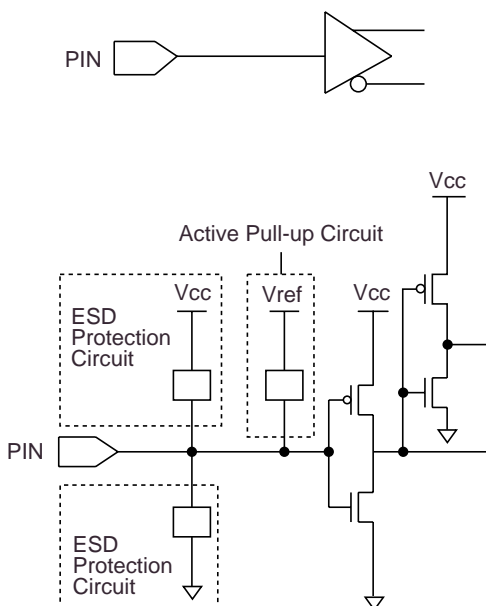 PIN
Vcc
Active Pull-up Circuit
Vcc
Vref
Vcc
ESD
Protection
Circuit
PIN
ESD
Protection
Circuit